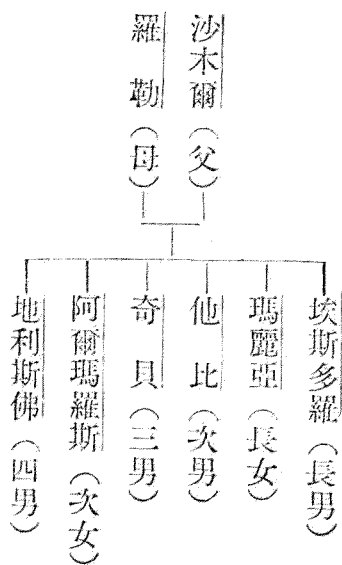 沙木爾(父)
羅勒(母)
埃斯多羅(長男)
瑪麗亞(長女)
他比(次男)
奇貝(三男)
阿爾瑪羅斯(次女)
地利斯佛(四男)